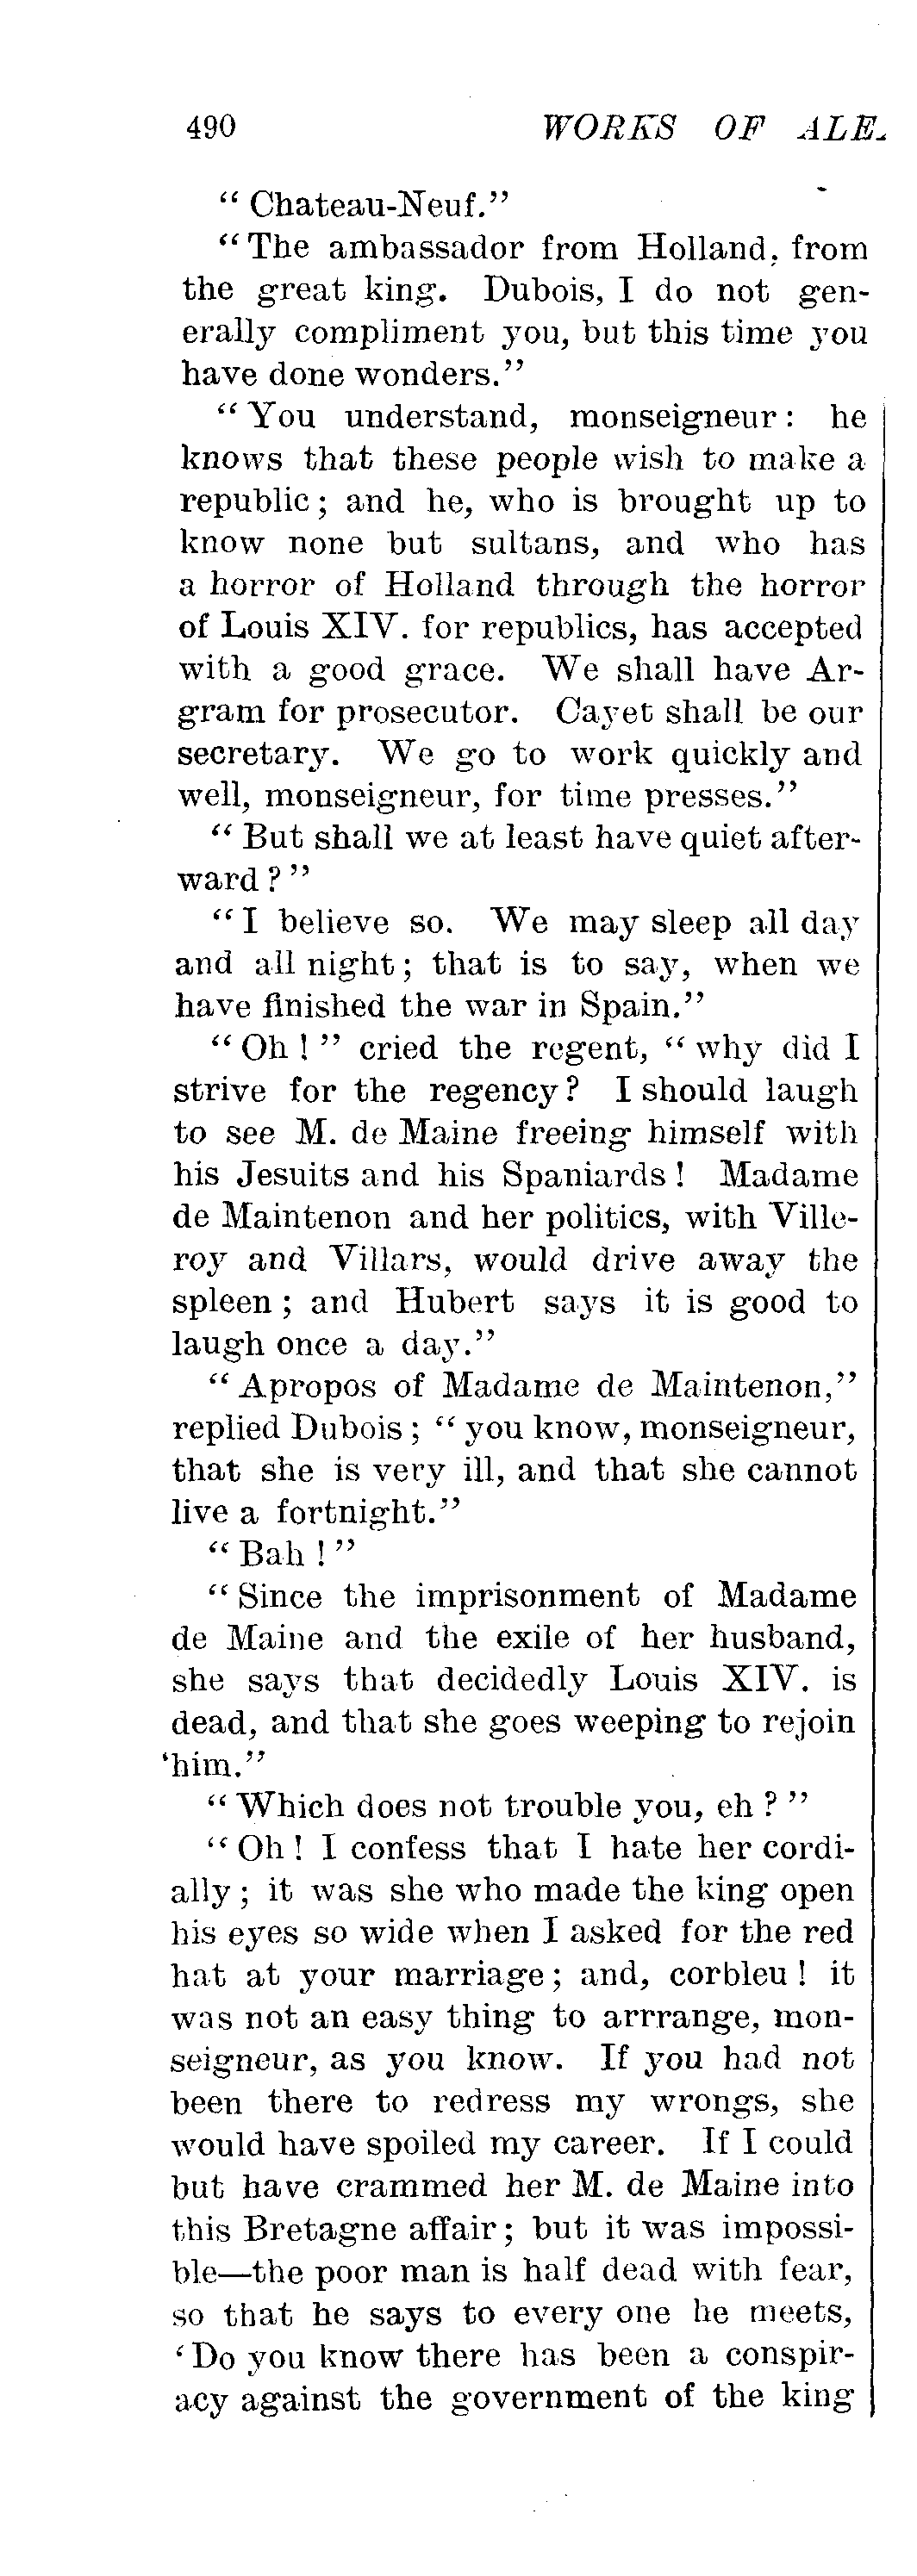 490 WORKS OF ALE
“ Chateau-Neuf.”
“ The ambassador from Holland, from
the great king. Dubois, I do not gen-
erally compliment you, but this time you
have done wonders.”
“ You understand, monseigneur: he
knows that these people wish to make a
republic; and he, who is brought up to
know none but sultans, and who has
a horror of Holland through the horror
of Louis XIV. for republics, has accepted
with a good grace. We shall have Ar-
gram for prosecutor. Cayet shall be our
secretary. We go to work quickly and
well, monseigneur, for time presses.”
“ But shall we at least have quiet after-
ward ? ”
“ I believe so. We may sleep all day
and all night; that is to say, when we
have finished the war in Spain.”
“ Oh ! ” cried the regent, “ why did I
strive for the regency ? I should laugh
to see M. de Maine freeing himself with
his Jesuits and his Spaniards ! Madame
de Maintenon and her politics, with Ville-
roy and Villars, would drive away the
spleen ; and Hubert says it is good to
laugh once a day.”
“ Apropos of Madame de Maintenon,”
replied Dubois ; “ you know, monseigneur,
that she is very ill, and that she cannot
live a fortnight.”
“ Bah ! ”
“ Since the imprisonment of Madame
de Maine and the exile of her husband,
she says that decidedly Louis XIV. is
dead, and that she goes weeping to rejoin
‘him.”
“ Which does not trouble you, eh ? ”
“ Oh ! I confess that I hate her cordi-
ally ; it was she who made the king open
his eyes so wide when I asked for the red
hat at your marriage ; and, corbleu ! it
was not an easy thing to arrrange, mon-
seigneur, as you know. If you had not
been there to redress my wrongs, she
would have spoiled my career. If I could
but have crammed her M. de Maine into
this Bretagne affair ; but it was impossi-
ble—the poor man is half dead with fear,
so that he says to every one he meets,
‘ Do you know there has been a conspir-
acy against the government of the king